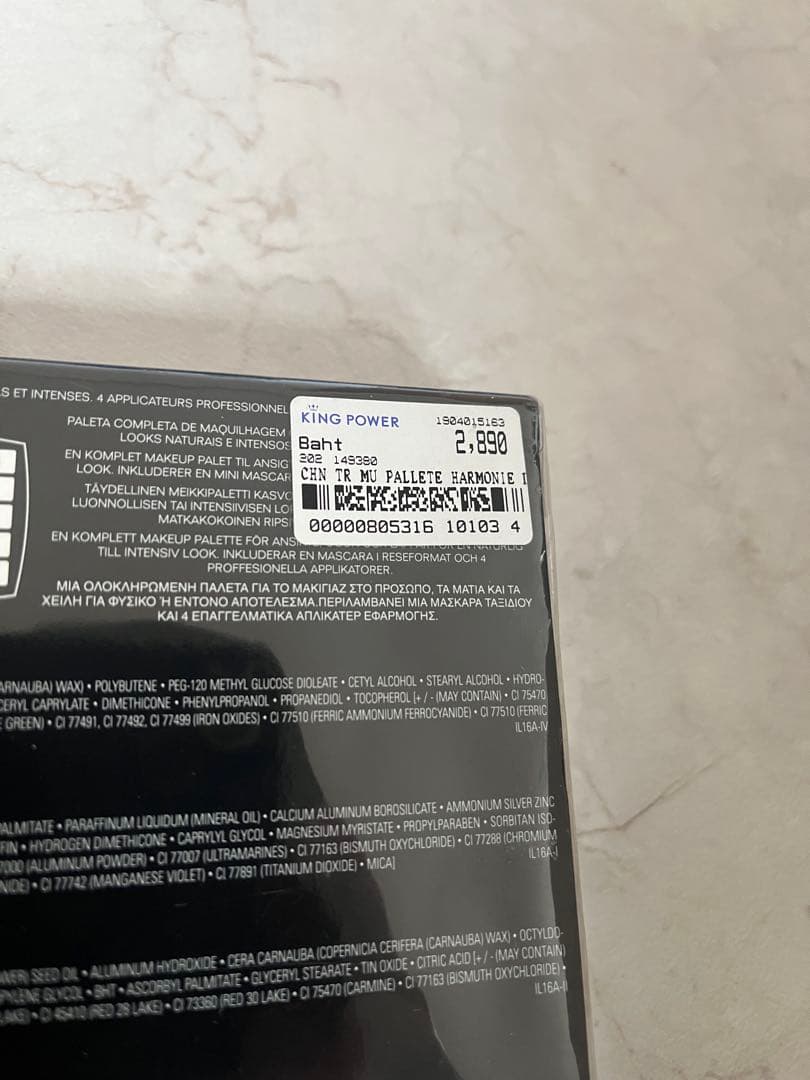 S ET INTENSES. 4 APPLICATEURS PROFESSIONNEL
PALETA COMPLETA DE MAQUILHAGEM
LOOKS NATURAIS E INTENSOS
EN KOMPLET MAKEUP PALET TIL
LOOK. INKLUDERER EN MINI
TÄYDELLINEN MEIKKIPALETTI
LUONNOLLISEN TAI INTENSIIVISEN
MATKAKOKOINEN
EN KOMPLETT MAKEUP PALETTE FÖR
TILL INTENSIV LOOK. INKLUDERAR EN MASCARA I RESEFORMAT OCH 4
PROFFESIONELLA APPLIKATORER.
ΜΙΑ ΟΛΟΚΛΗΡΩΜΕΝΗ ΠΑΛΕΤΑ ΓΙΑ ΤΟ ΜΑΚΙΓΙΑΖ ΣΤΟ ΠΡΟΣΩΠΟ, ΤΑ ΜΑΤΙΑ ΚΑΙ ΤΑ
ΧΕΙΛΗ ΓΙΑ ΦΥΣΙΚΟ Ή ΕΝΤΟΝΟ ΑΠΟΤΕΛΕΣΜΑ.ΠΕΡΙΛΑΜΒΑΝΕΙ ΜΙΑ ΜΑΣΚΑΡΑ ΤΑΞΙΔΙΟΥ
ΚΑΙ 4 ΕΠΑΓΓΕΛΜΑΤΙΚΑ ΑΠΛΙΚΑΤΕΡ ΕΦΑΡΜΟΓΗΣ.
KING POWER 1904015163
Baht 2,890
202 149380
CHN TR MU PALLETE HARMONIE I
00000805316 10103 4
ARNAUBA) WAX) • POLYBUTENE • PEG-120 METHYL GLUCOSE DIOLEATE • CETYL ALCOHOL • STEARYL ALCOHOL • HYDRO-
CERYL CAPRYLATE • DIMETHICONE • PHENYLPROPANOL • PROPANEDIOL • TOCOPHEROL [+ / - (MAY CONTAIN) • CI 75470
GREEN) • CI 77491, CI 77492, CI 77499 (IRON OXIDES) • CI 77510 (FERRIC AMMONIUM FERROCYANIDE) • CI 77510 (FERRIC
IL16A-IV
PALMITATE • PARAFFINUM LIQUIDUM (MINERAL OIL) • CALCIUM ALUMINUM BOROSILICATE • AMMONIUM SILVER ZINC
FIN • HYDROGEN DIMETHICONE • CAPRYLYL GLYCOL • MAGNESIUM MYRISTATE • PROPYLPARABEN • SORBITAN ISO-
7000 (ALUMINUM POWDER) • CI 77007 (ULTRAMARINES) • CI 77163 (BISMUTH OXYCHLORIDE) • CI 77288 (CHROMIUM
NIDE) • CI 77742 (MANGANESE VIOLET) • CI 77891 (TITANIUM DIOXIDE) • MICA]
IL16A-I
WER) SEED OIL • ALUMINUM HYDROXIDE • CERA CARNAUBA (COPERNICIA CERIFERA (CARNAUBA) WAX) • OCTYLDO-
PYLENE GLYCOL • BHT • ASCORBYL PALMITATE • GLYCERYL STEARATE • TIN OXIDE • CITRIC ACID [+ / - (MAY CONTAIN)
LAKE) • CI 45410 (RED 28 LAKE) • CI 73360 (RED 30 LAKE) • CI 75470 (CARMINE) • CI 77163 (BISMUTH OXYCHLORIDE) •
IL16A-II